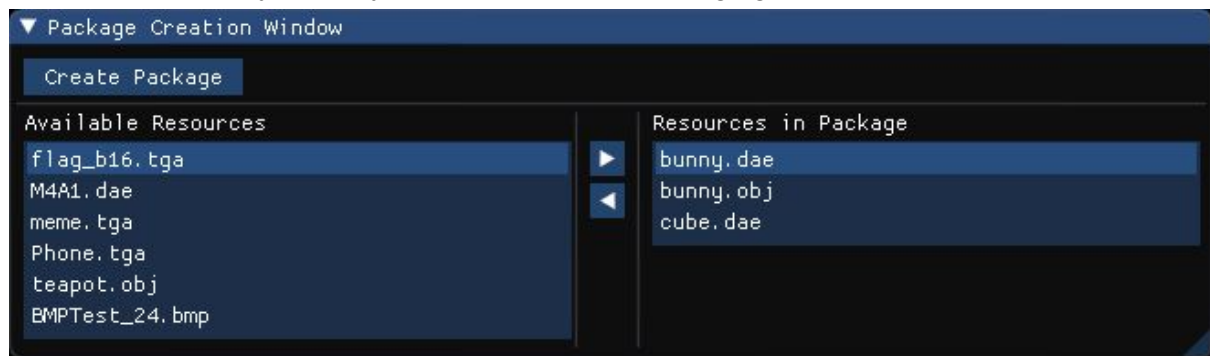 Package Creation Window
Create Package
Available Resources
flag_b16.tga
M4A1.dae
meme.tga
Phone.tga
teapot.obj
BMPTest_24.bmp
Resources in Package
bunny.dae
bunny.obj
cube.dae